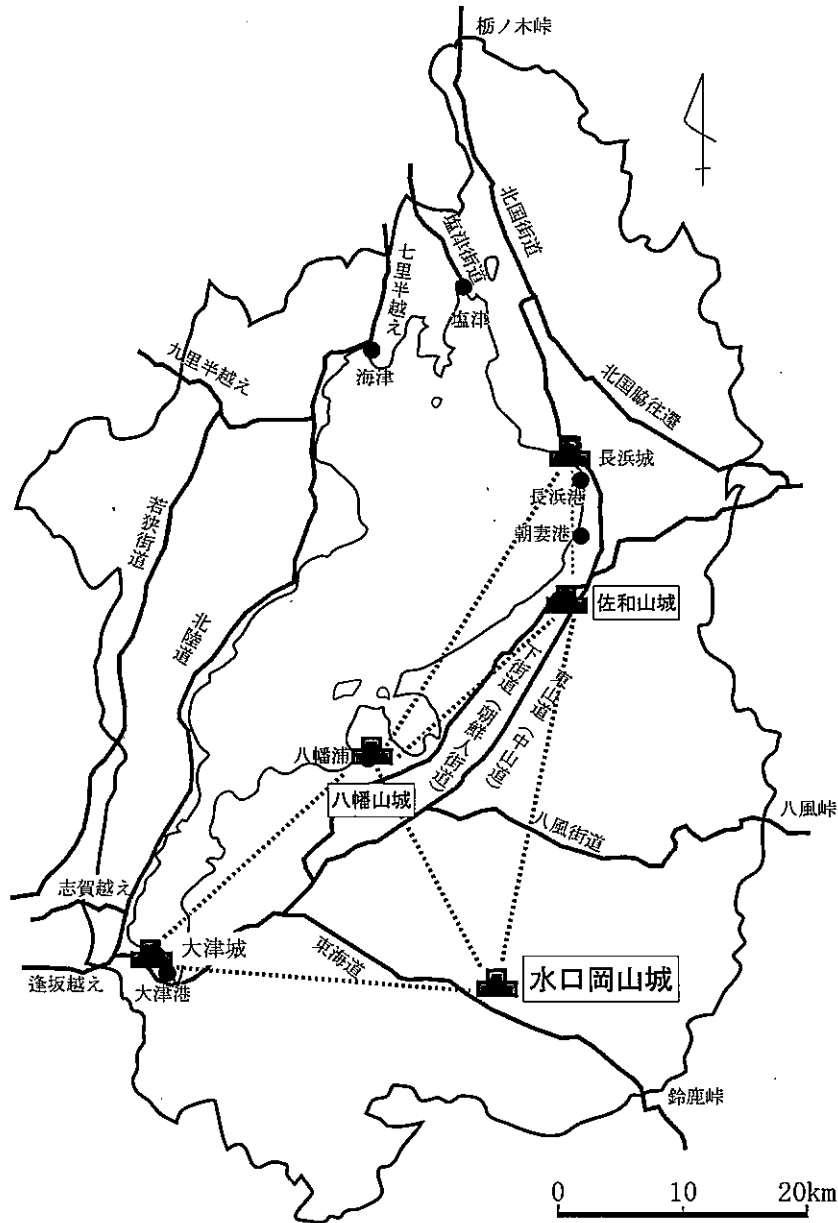 栃ノ木峠
北国街道
塩津街道
七里半越え
塩津
海津
九里半越え
北国脇往還
長浜城
長浜港
若狭街道
朝妻港
佐和山城
北陸道
下街道(朝鮮人街道)
東山道(中山道)
八幡浦
八幡山城
八風峠
八風街道
志賀越え
大津城
東海道
水口岡山城
逢坂越え
大津港
鈴鹿峠
0 10 20km